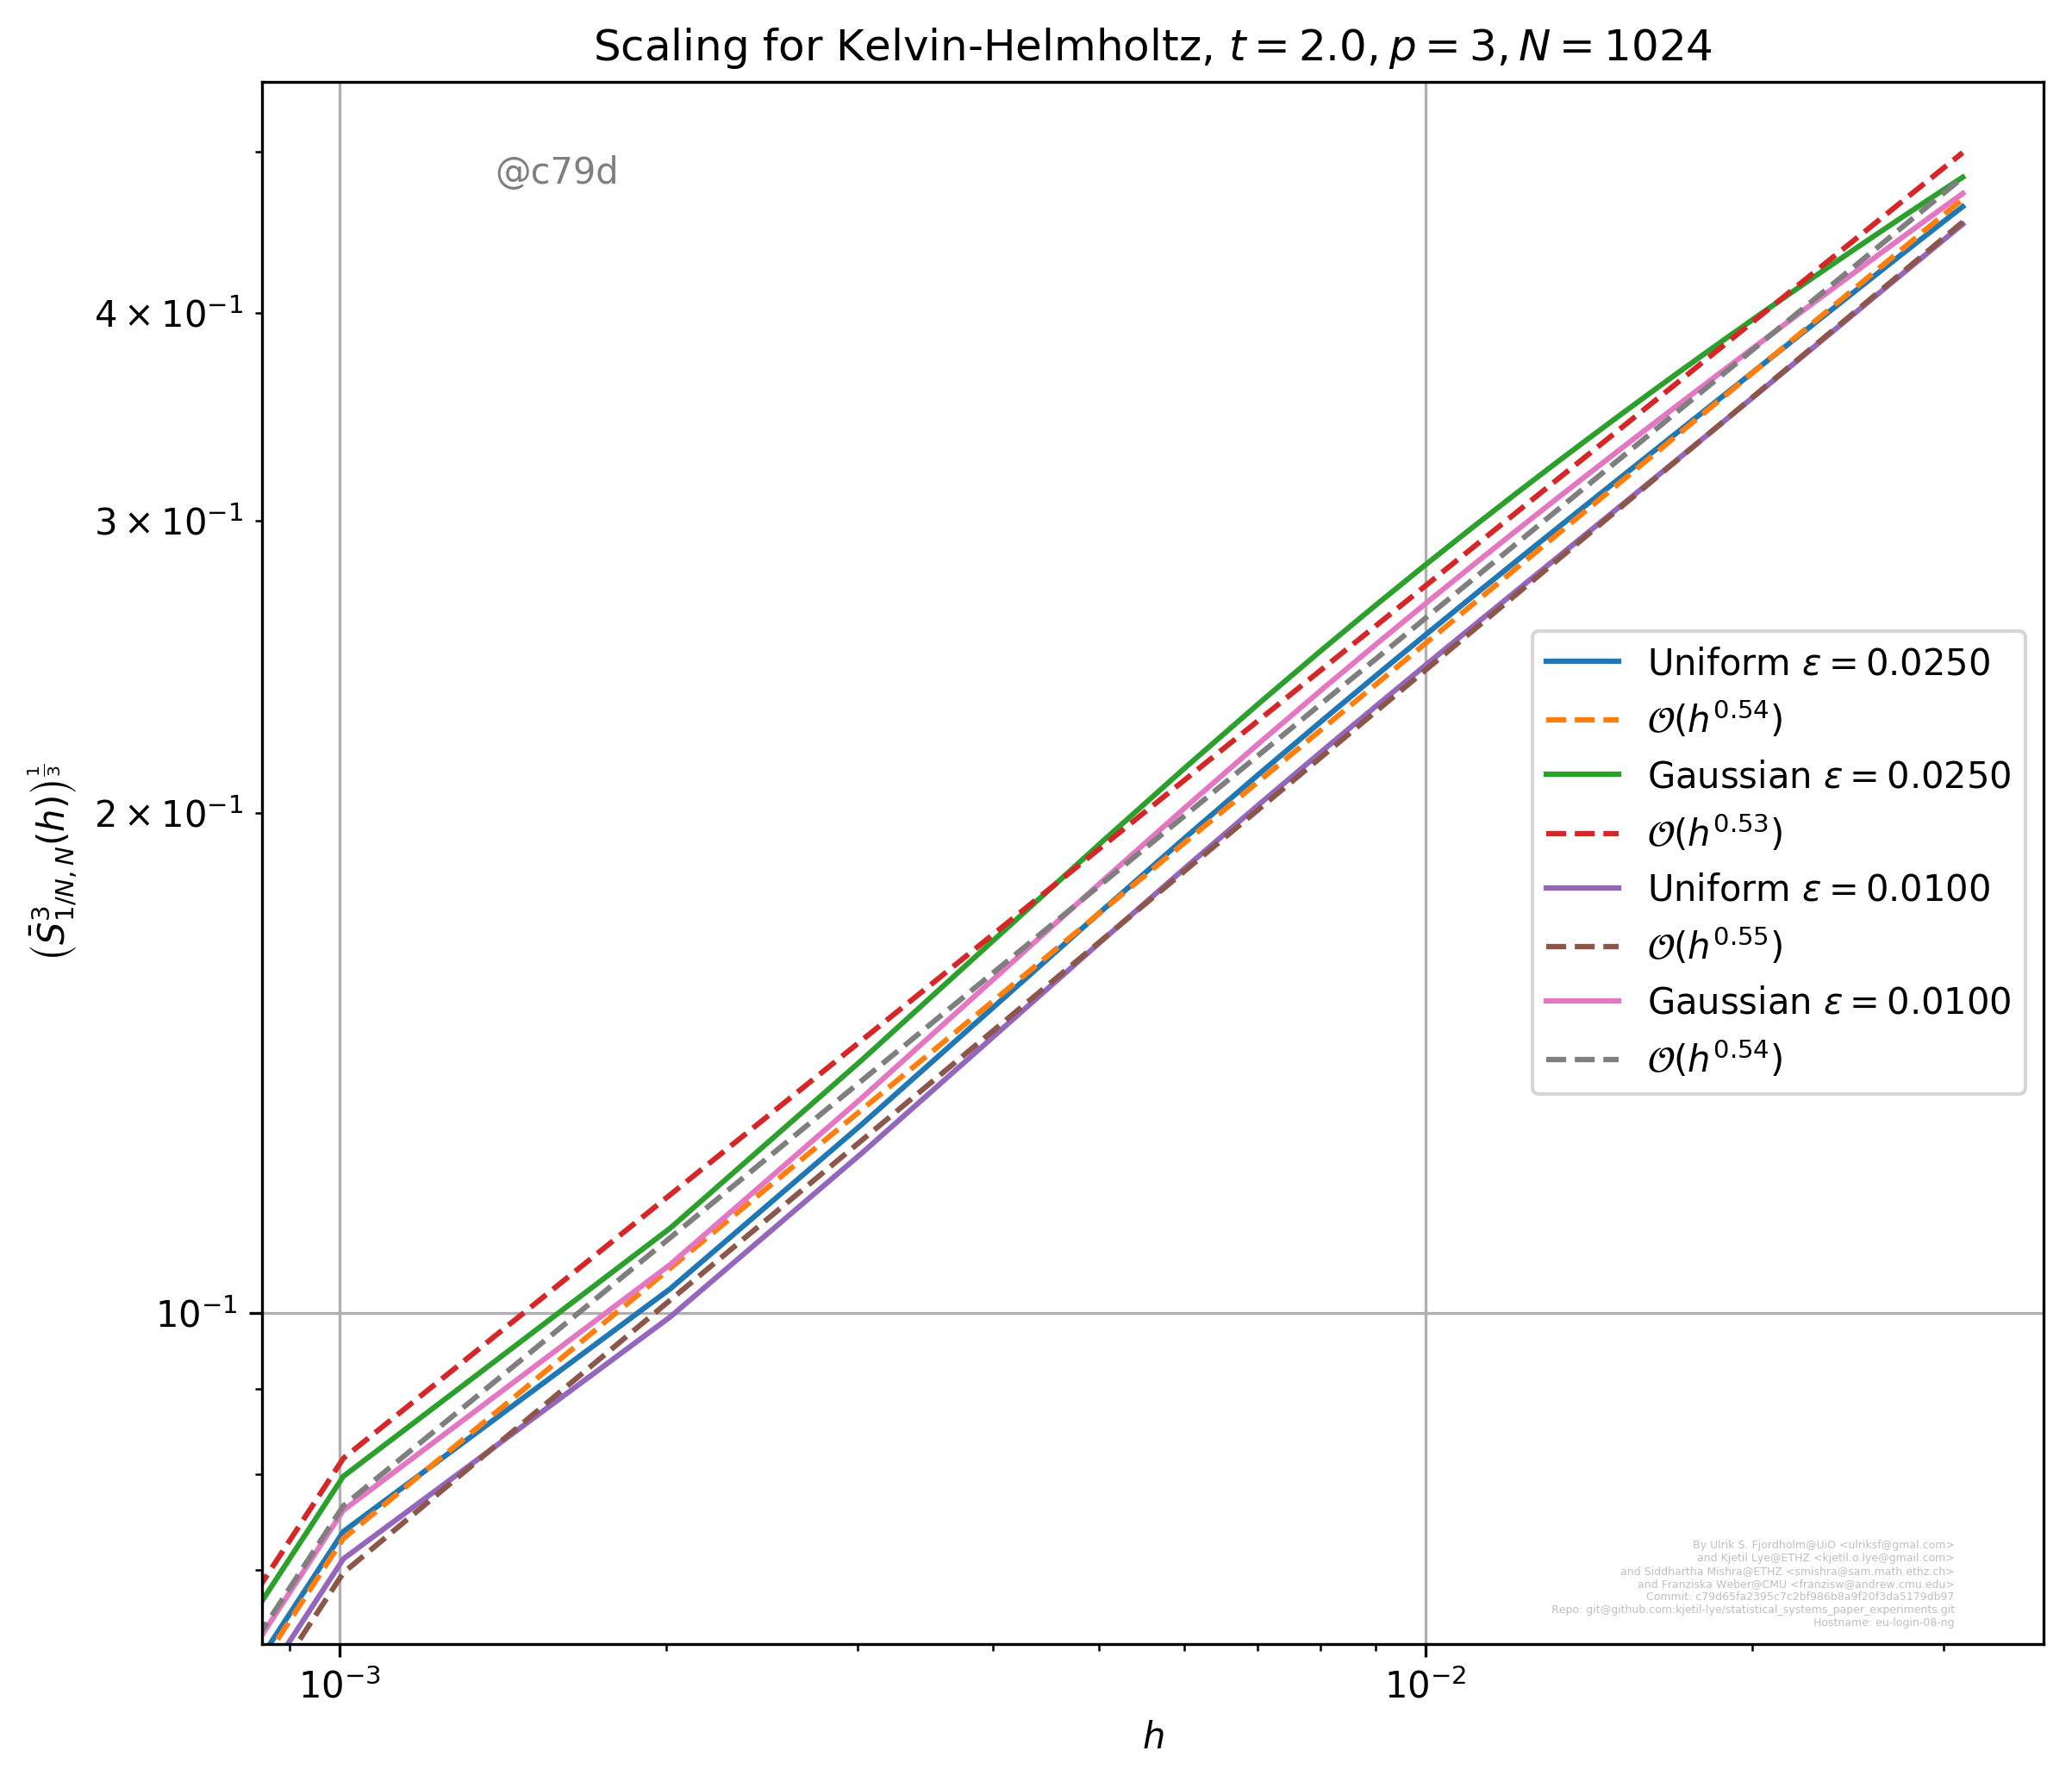 Scaling for Kelvin-Helmholtz, t = 2.0, p = 3, N = 1024
@c79d
4 × 10⁻¹
3 × 10⁻¹
2 × 10⁻¹
10⁻¹
(S̄³₁/N, N(h))^(1/3)
Uniform ε = 0.0250
𝒪(h^0.54)
Gaussian ε = 0.0250
𝒪(h^0.53)
Uniform ε = 0.0100
𝒪(h^0.55)
Gaussian ε = 0.0100
𝒪(h^0.54)
By Ulrik S. Fjordholm@UiO <ulriksf@gmal.com>
and Kjetil Lye@ETHZ <kjetil.o.lye@gmail.com>
and Siddhartha Mishra@ETHZ <smishra@sam.math.ethz.ch>
and Franziska Weber@CMU <franzisw@andrew.cmu.edu>
Commit: c79d65fa2395c7c2bf986b8a9f20f3da5179db97
Repo: git@github.com:kjetil-lye/statistical_systems_paper_experiments.git
Hostname: eu-login-08-ng
10⁻³
10⁻²
h